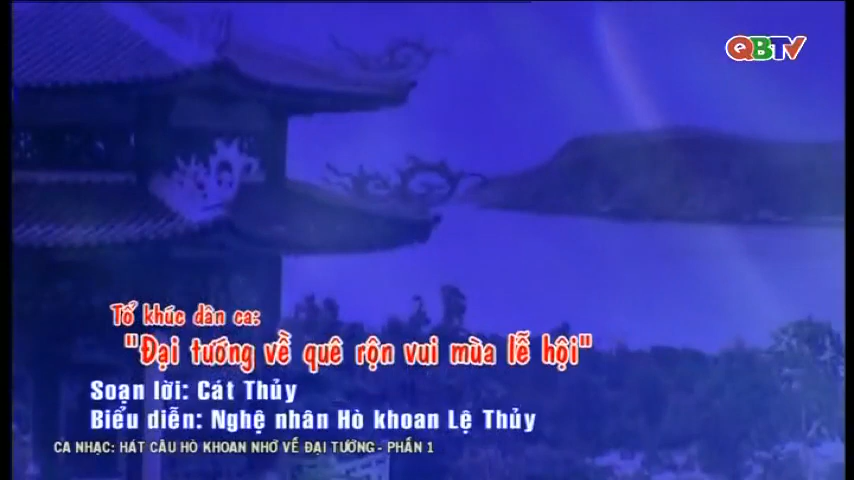 QBTV
Tổ khúc dân ca:
"Đại tướng về quê rộn vui mùa lễ hội"
Soạn lời: Cát Thủy
Biểu diễn: Nghệ nhân Hò khoan Lệ Thủy
CA NHẠC: HÁT CÂU HÒ KHOAN NHỚ VỀ ĐẠI TƯỚNG - PHẦN 1